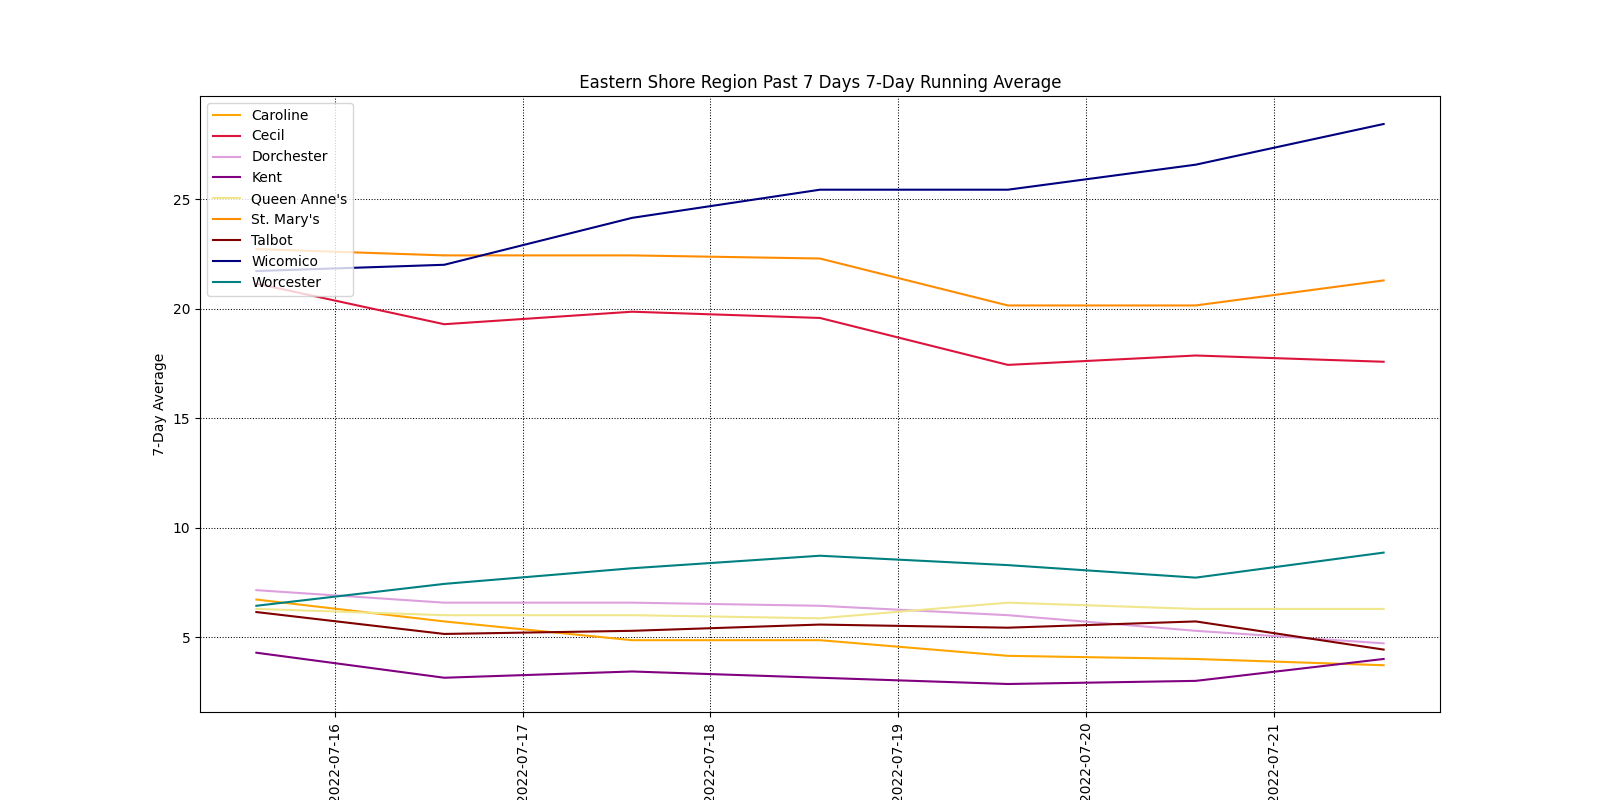 Eastern Shore Region Past 7 Days 7-Day Running Average
Caroline
Cecil
Dorchester
Kent
Queen Anne's
St. Mary's
Talbot
Wicomico
Worcester
7-Day Average
25
20
15
10
5
2022-07-16
2022-07-17
2022-07-18
2022-07-19
2022-07-20
2022-07-21